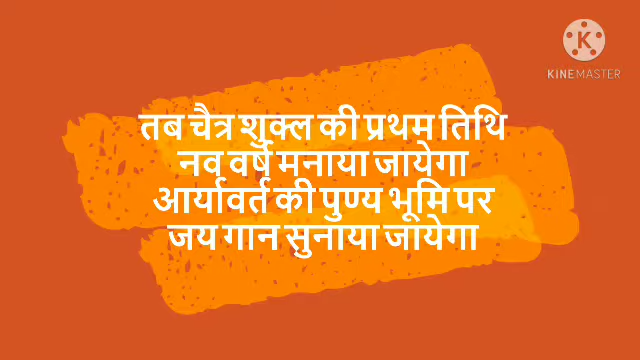 KINEMASTER
तब चैत्र शुक्ल की प्रथम तिथि
नव वर्ष मनाया जायेगा
आर्यावर्त की पुण्य भूमि पर
जय गान सुनाया जायेगा